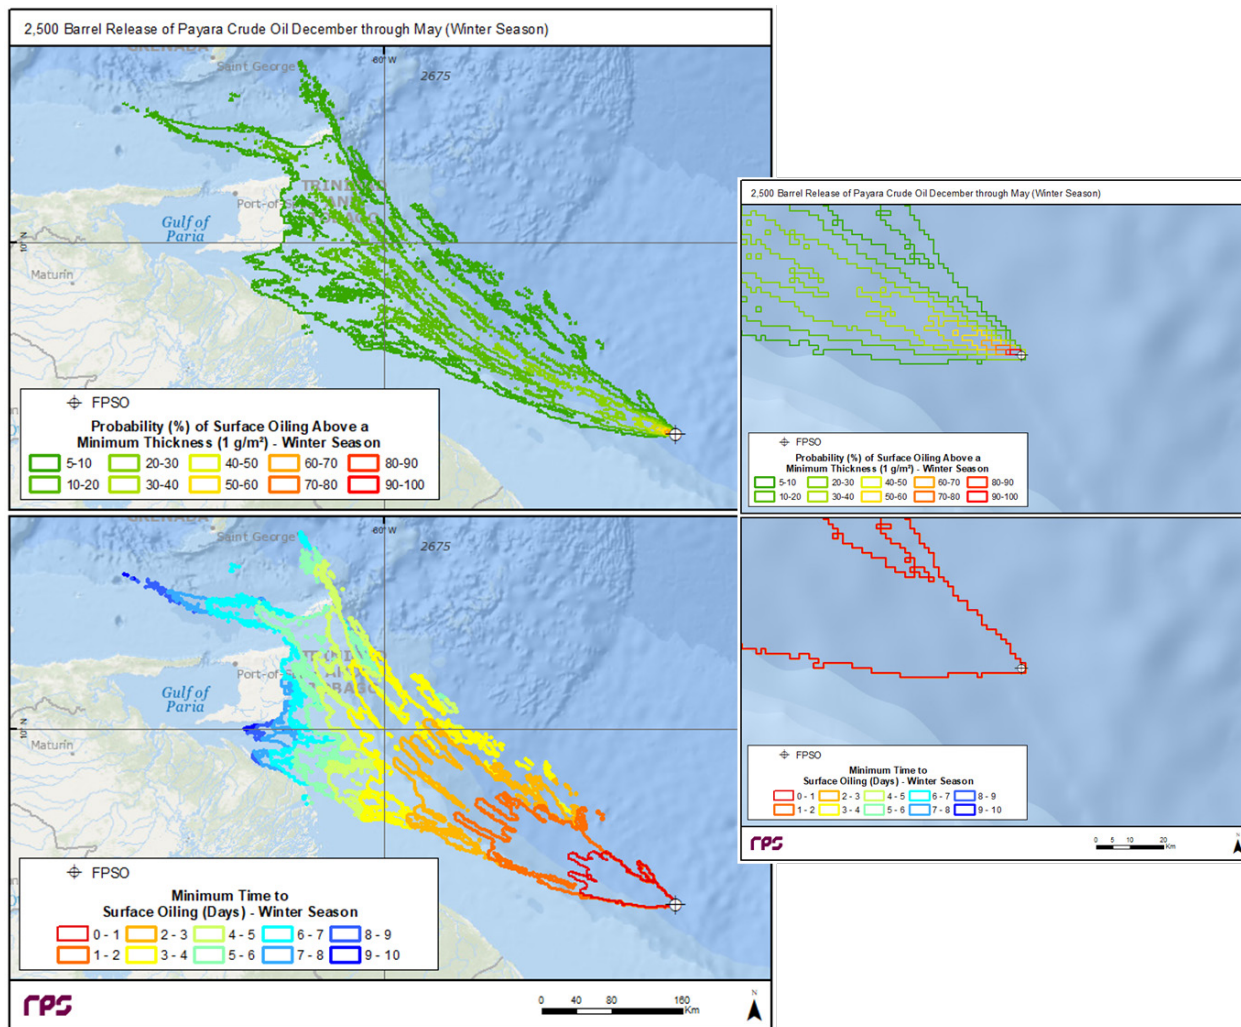 2,500 Barrel Release of Payara Crude Oil December through May (Winter Season)
GRENADA
Saint George
60° W
2675
TRINIDAD
AND
TOBAGO
Gulf of
Paria
10° N
Maturin
FPSO
Probability (%) of Surface Oiling Above a
Minimum Thickness (1 g/m²) - Winter Season
5-10 20-30 40-50 60-70 80-90
10-20 30-40 50-60 70-80 90-100
Saint George
60° W
2675
Gulf of
Paria
10° N
Maturin
FPSO
Minimum Time to
Surface Oiling (Days) - Winter Season
0 - 1 2 - 3 4 - 5 6 - 7 8 - 9
1 - 2 3 - 4 5 - 6 7 - 8 9 - 10
rps
0 40 80 160
Km
N
2,500 Barrel Release of Payara Crude Oil December through May (Winter Season)
FPSO
Probability (%) of Surface Oiling Above a
Minimum Thickness (1 g/m²) - Winter Season
5-10 20-30 40-50 60-70 80-90
10-20 30-40 50-60 70-80 90-100
FPSO
Minimum Time to
Surface Oiling (Days) - Winter Season
0 - 1 2 - 3 4 - 5 6 - 7 8 - 9
1 - 2 3 - 4 5 - 6 7 - 8 9 - 10
rps
0 5 10 20
Km
N